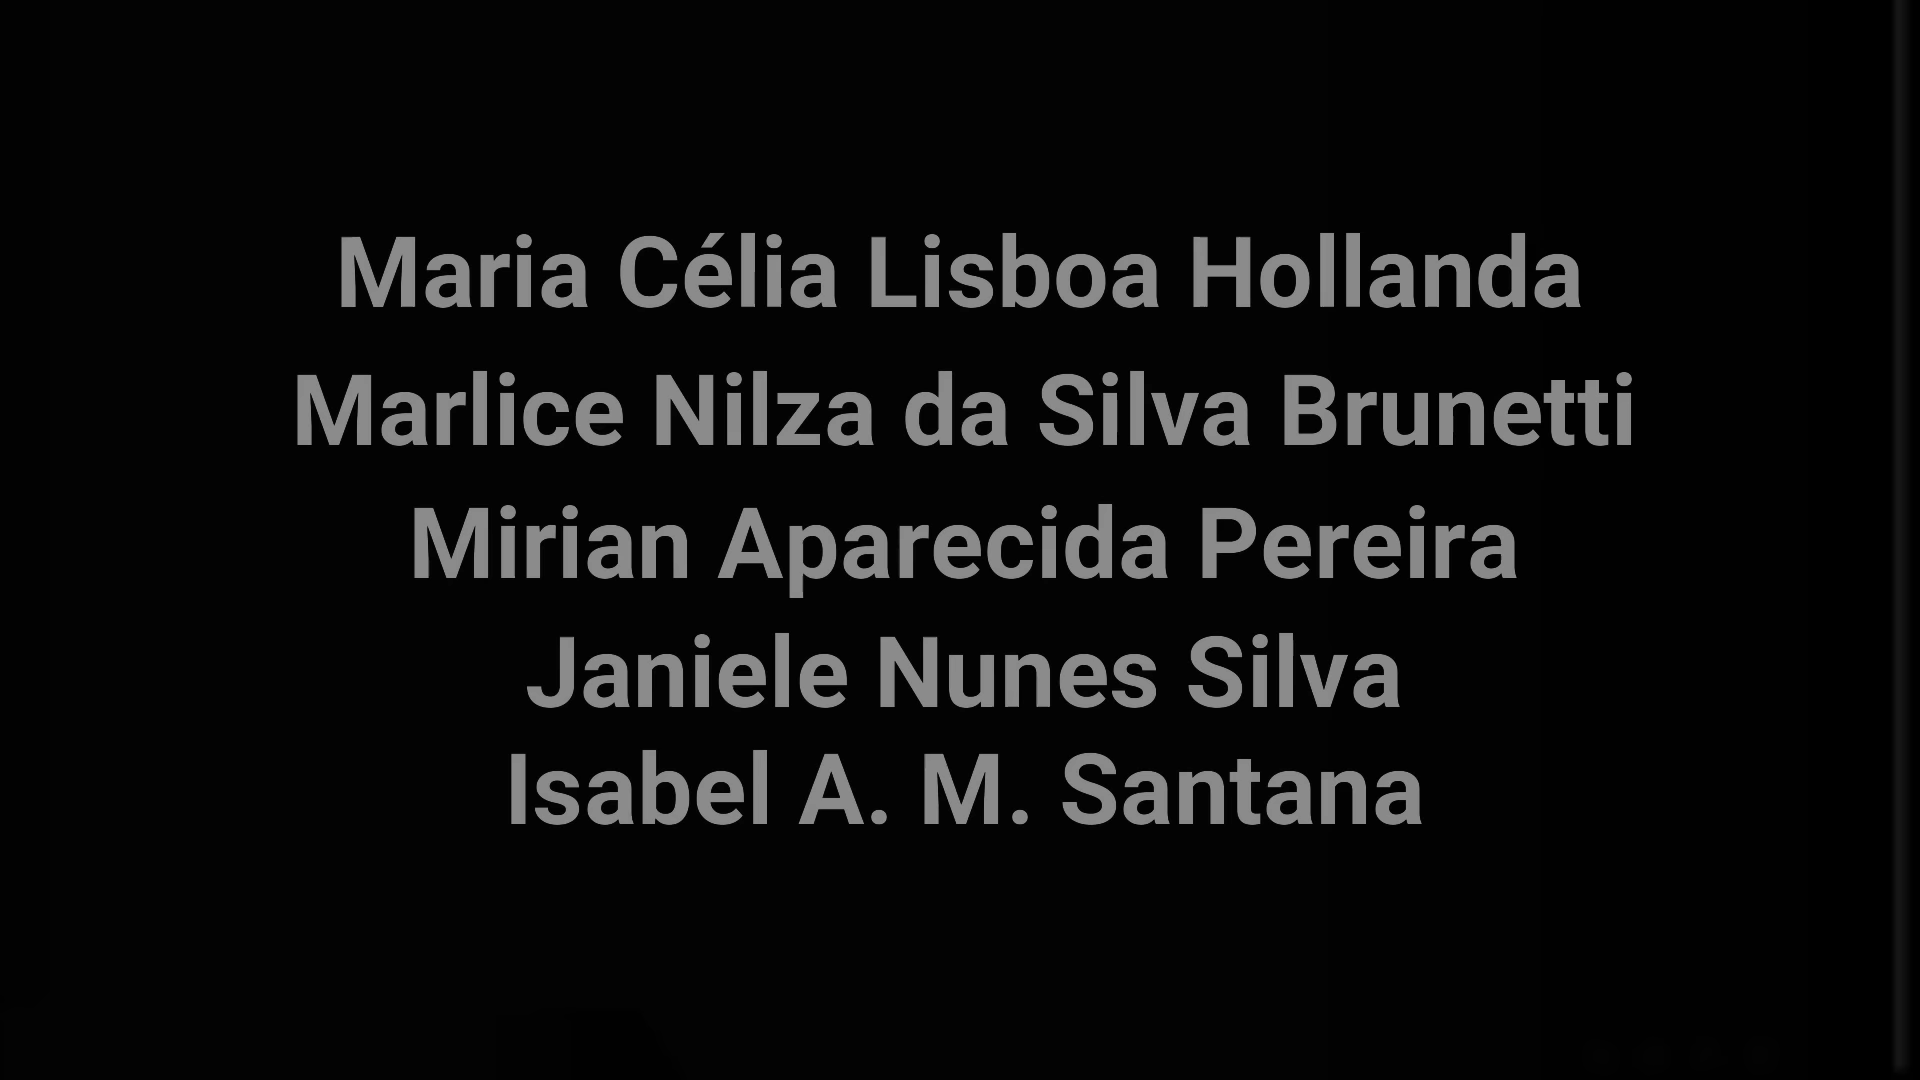 Maria Célia Lisboa Hollanda
Marlice Nilza da Silva Brunetti
Mirian Aparecida Pereira
Janiele Nunes Silva
Isabel A. M. Santana